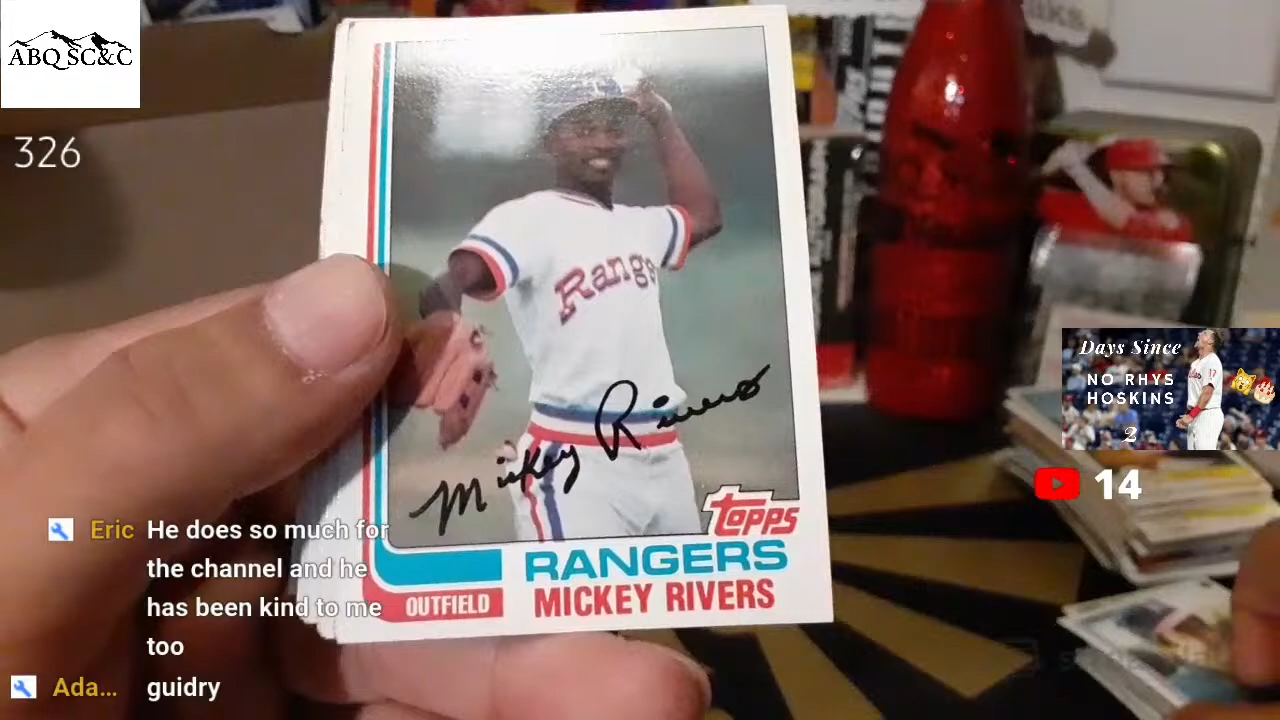 ABQ SC&C
326
Range
Mickey Rivers
TOPPS
RANGERS
OUTFIELD
MICKEY RIVERS
Days Since
NO RHYS
HOSKINS
2
14
Eric He does so much for
the channel and he
has been kind to me
too
Ada... guidry